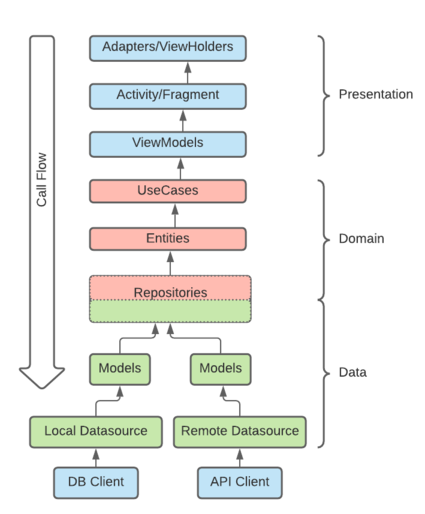 Adapters/ViewHolders
Activity/Fragment
Presentation
ViewModels
Call Flow
UseCases
Entities
Domain
Repositories
Models
Models
Data
Local Datasource
Remote Datasource
DB Client
API Client